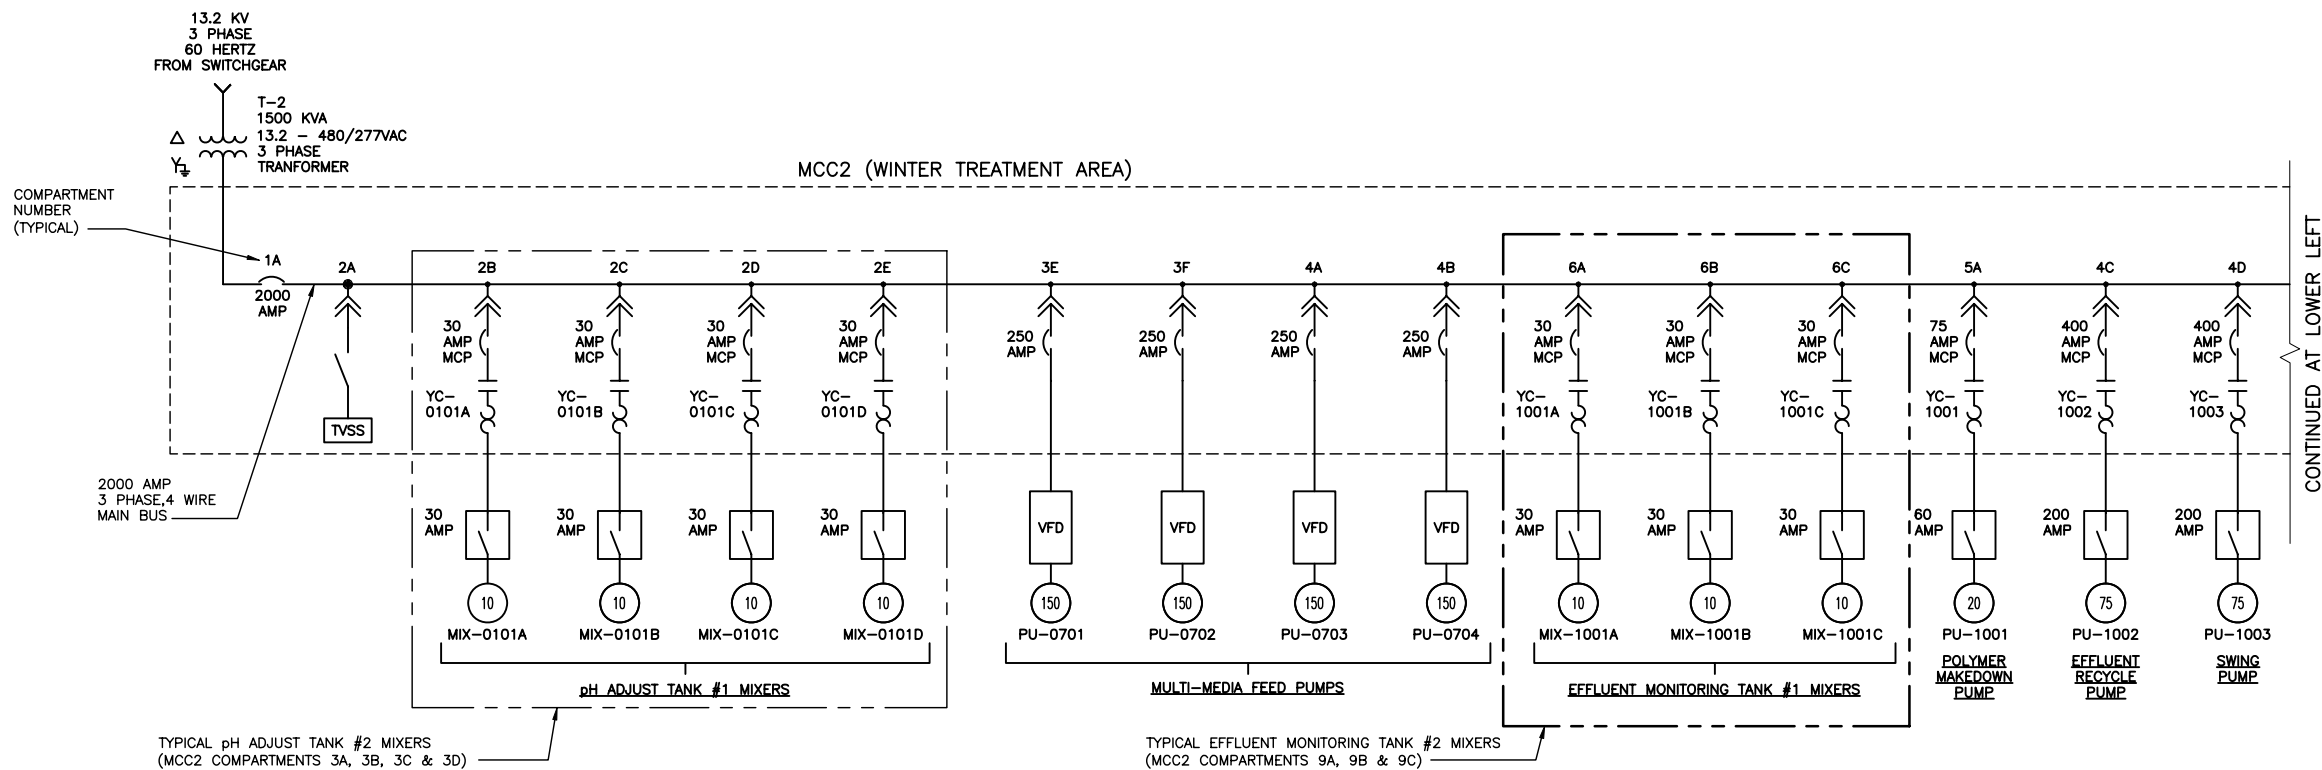 13.2 KV
3 PHASE
60 HERTZ
FROM SWITCHGEAR
T-2
1500 KVA
13.2 - 480/277VAC
3 PHASE
TRANFORMER
Y
MCC2 (WINTER TREATMENT AREA)
COMPARTMENT
NUMBER
(TYPICAL)
1A
2000
AMP
2A
TVSS
2000 AMP
3 PHASE,4 WIRE
MAIN BUS
2B
30
AMP
MCP
YC-
0101A
30
AMP
10
MIX-0101A
2C
30
AMP
MCP
YC-
0101B
30
AMP
10
MIX-0101B
2D
30
AMP
MCP
YC-
0101C
30
AMP
10
MIX-0101C
2E
30
AMP
MCP
YC-
0101D
30
AMP
10
MIX-0101D
pH ADJUST TANK #1 MIXERS
TYPICAL pH ADJUST TANK #2 MIXERS
(MCC2 COMPARTMENTS 3A, 3B, 3C & 3D)
3E
250
AMP
VFD
150
PU-0701
3F
250
AMP
VFD
150
PU-0702
4A
250
AMP
VFD
150
PU-0703
4B
250
AMP
VFD
150
PU-0704
MULTI-MEDIA FEED PUMPS
6A
30
AMP
MCP
YC-
1001A
30
AMP
10
MIX-1001A
6B
30
AMP
MCP
YC-
1001B
30
AMP
10
MIX-1001B
6C
30
AMP
MCP
YC-
1001C
30
AMP
10
MIX-1001C
EFFLUENT MONITORING TANK #1 MIXERS
TYPICAL EFFLUENT MONITORING TANK #2 MIXERS
(MCC2 COMPARTMENTS 9A, 9B & 9C)
5A
75
AMP
MCP
YC-
1001
60
AMP
20
PU-1001
POLYMER
MAKEDOWN
PUMP
4C
400
AMP
MCP
YC-
1002
200
AMP
75
PU-1002
EFFLUENT
RECYCLE
PUMP
4D
400
AMP
MCP
YC-
1003
200
AMP
75
PU-1003
SWING
PUMP
CONTINUED AT LOWER LEFT